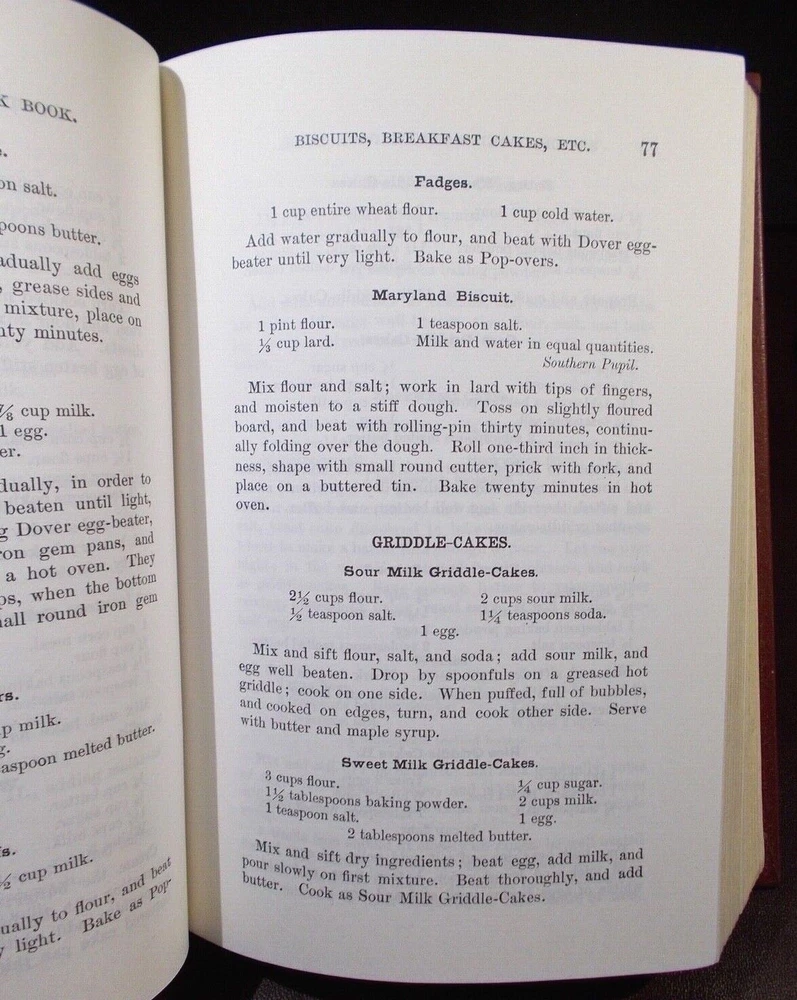 BOOK.
on salt.
poons butter.
adually add eggs
, grease sides and
mixture, place on
nty minutes.
⅞ cup milk.
1 egg.
er.
dually, in order to
beaten until light,
g Dover egg-beater,
ron gem pans, and
a hot oven. They
ps, when the bottom
all round iron gem
rs.
p milk.
g.
aspoon melted butter.
s.
½ cup milk.
ually to flour, and beat
y light. Bake as Pop-
BISCUITS, BREAKFAST CAKES, ETC. 77
Fadges.
1 cup entire wheat flour. 1 cup cold water.
Add water gradually to flour, and beat with Dover egg-
beater until very light. Bake as Pop-overs.
Maryland Biscuit.
1 pint flour. 1 teaspoon salt.
⅓ cup lard. Milk and water in equal quantities.
Southern Pupil.
Mix flour and salt; work in lard with tips of fingers,
and moisten to a stiff dough. Toss on slightly floured
board, and beat with rolling-pin thirty minutes, continu-
ally folding over the dough. Roll one-third inch in thick-
ness, shape with small round cutter, prick with fork, and
place on a buttered tin. Bake twenty minutes in hot
oven.
GRIDDLE-CAKES.
Sour Milk Griddle-Cakes.
2½ cups flour. 2 cups sour milk.
½ teaspoon salt. 1¼ teaspoons soda.
1 egg.
Mix and sift flour, salt, and soda; add sour milk, and
egg well beaten. Drop by spoonfuls on a greased hot
griddle; cook on one side. When puffed, full of bubbles,
and cooked on edges, turn, and cook other side. Serve
with butter and maple syrup.
Sweet Milk Griddle-Cakes.
3 cups flour. ¼ cup sugar.
1½ tablespoons baking powder. 2 cups milk.
1 teaspoon salt. 1 egg.
2 tablespoons melted butter.
Mix and sift dry ingredients; beat egg, add milk, and
pour slowly on first mixture. Beat thoroughly, and add
butter. Cook as Sour Milk Griddle-Cakes.